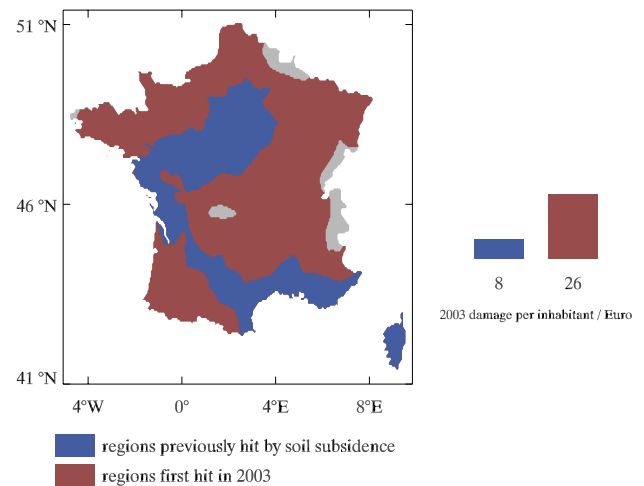 51 °N
46 °N
41 °N
4°W 0° 4°E 8°E
8 26
2003 damage per inhabitant / Euro
regions previously hit by soil subsidence
regions first hit in 2003